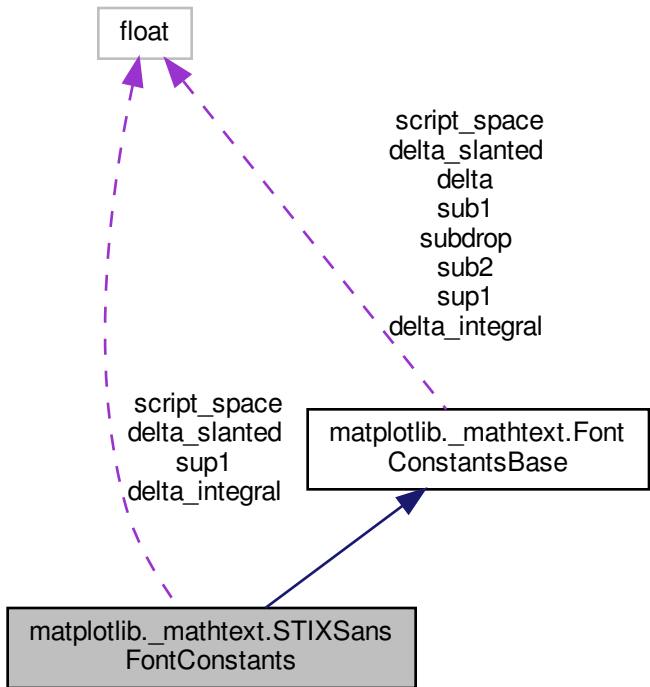 float
script_space
delta_slanted
delta
sub1
subdrop
sub2
sup1
delta_integral
script_space
delta_slanted
sup1
delta_integral
matplotlib._mathtext.Font
ConstantsBase
matplotlib._mathtext.STIXSans
FontConstants